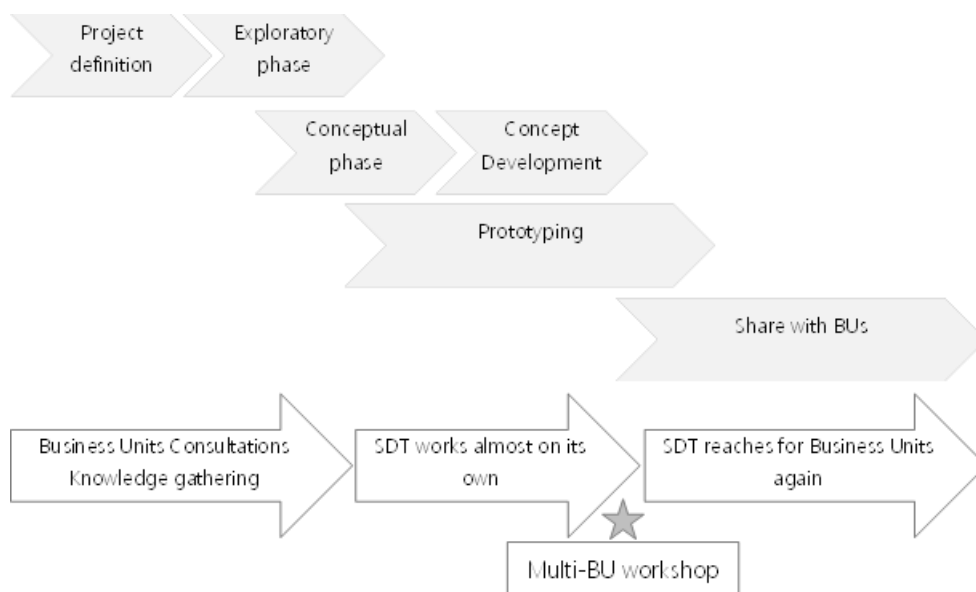 Project
definition
Exploratory
phase
Conceptual
phase
Concept
Development
Prototyping
Share with BUs
Business Units Consultations
Knowledge gathering
SDT works almost on its
own
SDT reaches for Business Units
again
Multi-BU workshop